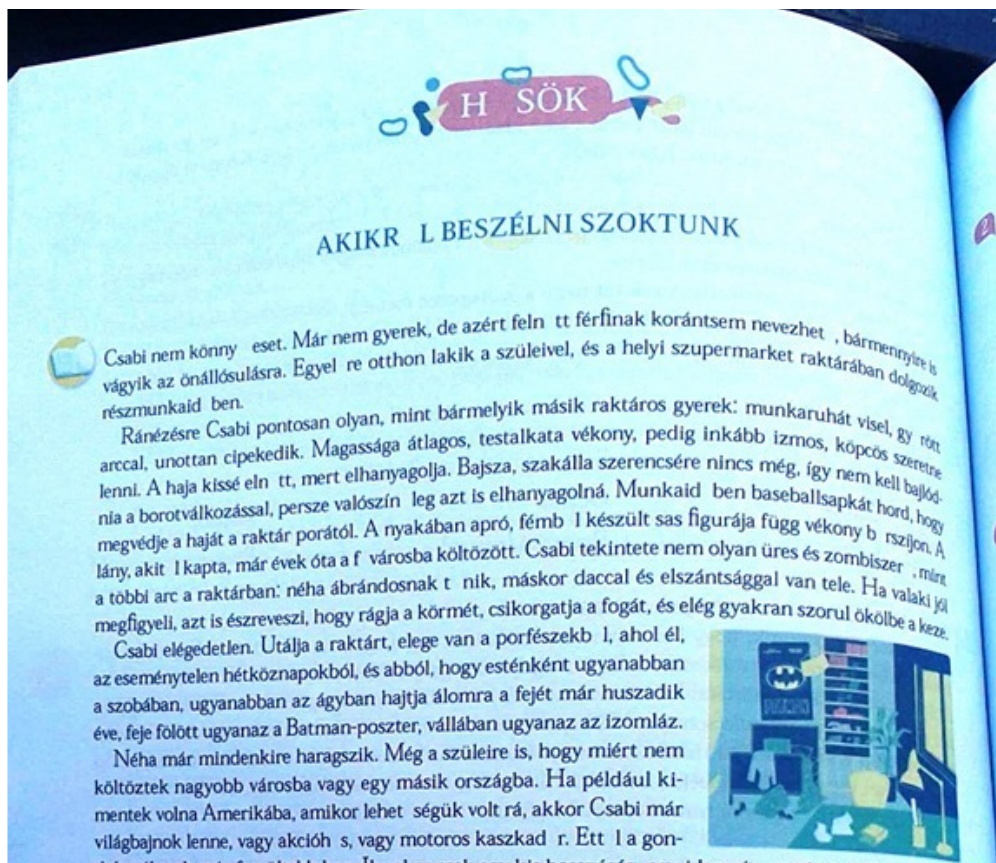 H SÖK
AKIKR L BESZÉLNI SZOKTUNK
Csabi nem könny eset. Már nem gyerek, de azért feln tt férfinak korántsem nevezhet , bármennyire is
vágyik az önállósulásra. Egyel re otthon lakik a szüleivel, és a helyi szupermarket raktárában dolgozik
részmunkaid ben.
Ránézésre Csabi pontosan olyan, mint bármelyik másik raktáros gyerek: munkaruhát visel, gy rött
arccal, unottan cipekedik. Magassága átlagos, testalkata vékony, pedig inkább izmos, köpcös szeretne
lenni. A haja kissé eln tt, mert elhanyagolja. Bajsza, szakálla szerencsére nincs még, így nem kell bajlód-
nia a borotválkozással, persze valószín leg azt is elhanyagolná. Munkaid ben baseballsapkát hord, hogy
megvédje a haját a raktár porától. A nyakában apró, fémb l készült sas figurája függ vékony b rszíjon. A
lány, akit l kapta, már évek óta a f városba költözött. Csabi tekintete nem olyan üres és zombiszer , mint
a többi arc a raktárban: néha ábrándosnak t nik, máskor daccal és elszántsággal van tele. Ha valaki jól
megfigyeli, azt is észreveszi, hogy rágja a körmét, csikorgatja a fogát, és elég gyakran szorul ökölbe a keze.
Csabi elégedetlen. Utálja a raktárt, elege van a porfészekb l, ahol él,
az eseménytelen hétköznapokból, és abból, hogy esténként ugyanabban
a szobában, ugyanabban az ágyban hajtja álomra a fejét már huszadik
éve, feje fölött ugyanaz a Batman-poszter, vállában ugyanaz az izomláz.
Néha már mindenkire haragszik. Még a szüleire is, hogy miért nem
költöztek nagyobb városba vagy egy másik országba. Ha például ki-
mentek volna Amerikába, amikor lehet ségük volt rá, akkor Csabi már
világbajnok lenne, vagy akcióh s, vagy motoros kaszkad r. Ett l a gon-